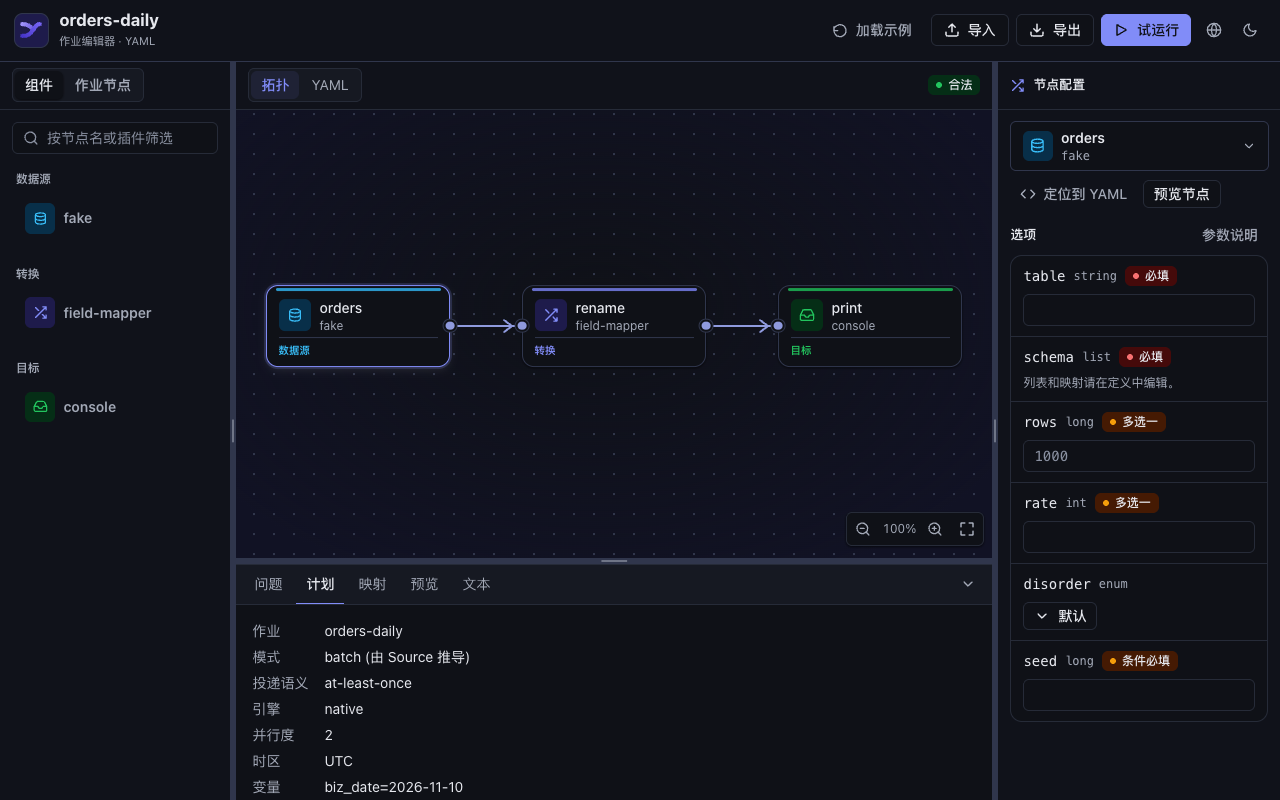 orders-daily
作业编辑器 · YAML
加载示例
导入
导出
试运行
组件
作业节点
按节点名或插件筛选
数据源
fake
转换
field-mapper
目标
console
拓扑
YAML
合法
orders
fake
数据源
rename
field-mapper
转换
print
console
目标
100%
问题
计划
映射
预览
文本
作业 orders-daily
模式 batch (由 Source 推导)
投递语义 at-least-once
引擎 native
并行度 2
时区 UTC
变量 biz_date=2026-11-10
节点配置
orders
fake
定位到 YAML
预览节点
选项
参数说明
table string 必填
schema list 必填
列表和映射请在定义中编辑。
rows long 多选一
1000
rate int 多选一
disorder enum
默认
seed long 条件必填